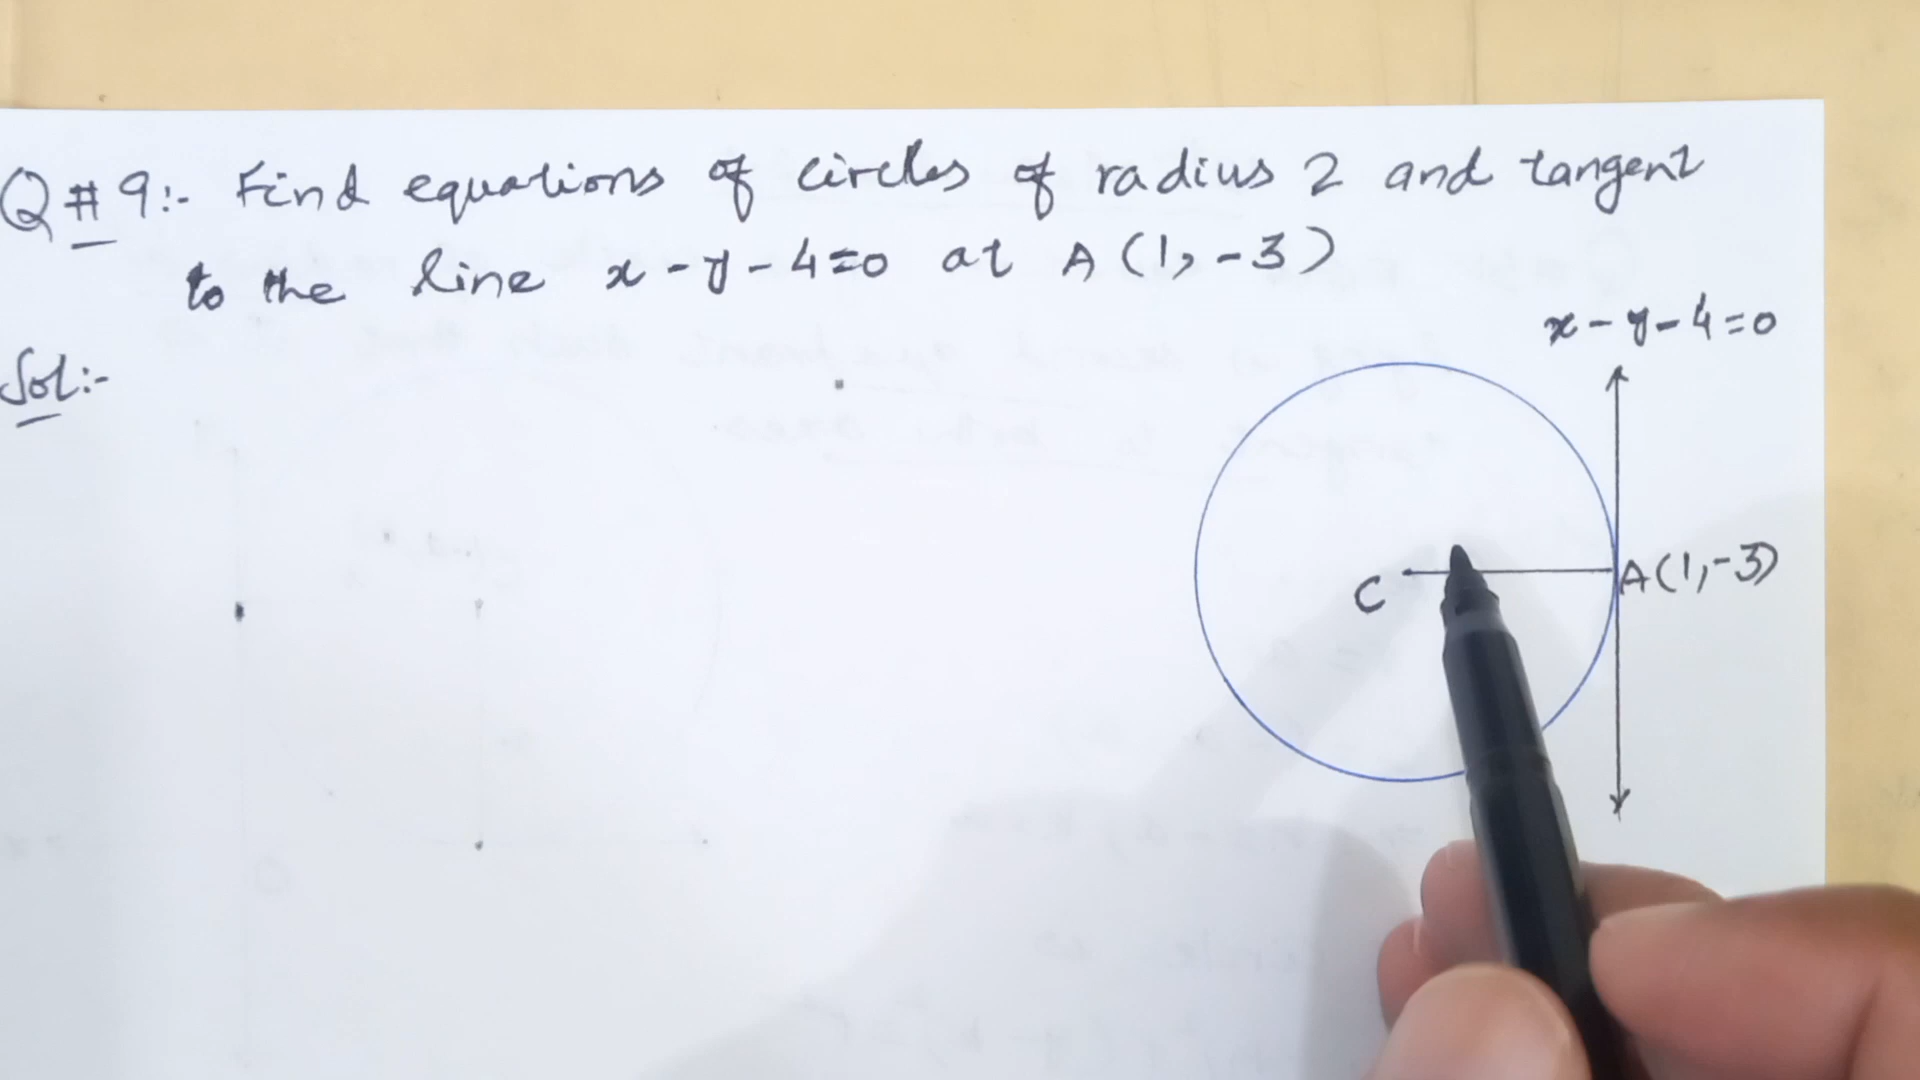 Q # 9:- Find equations of circles of radius 2 and tangent
to the line x - y - 4=0 at A (1, -3)
x - y - 4=0
Sol:-
C
A(1,-3)